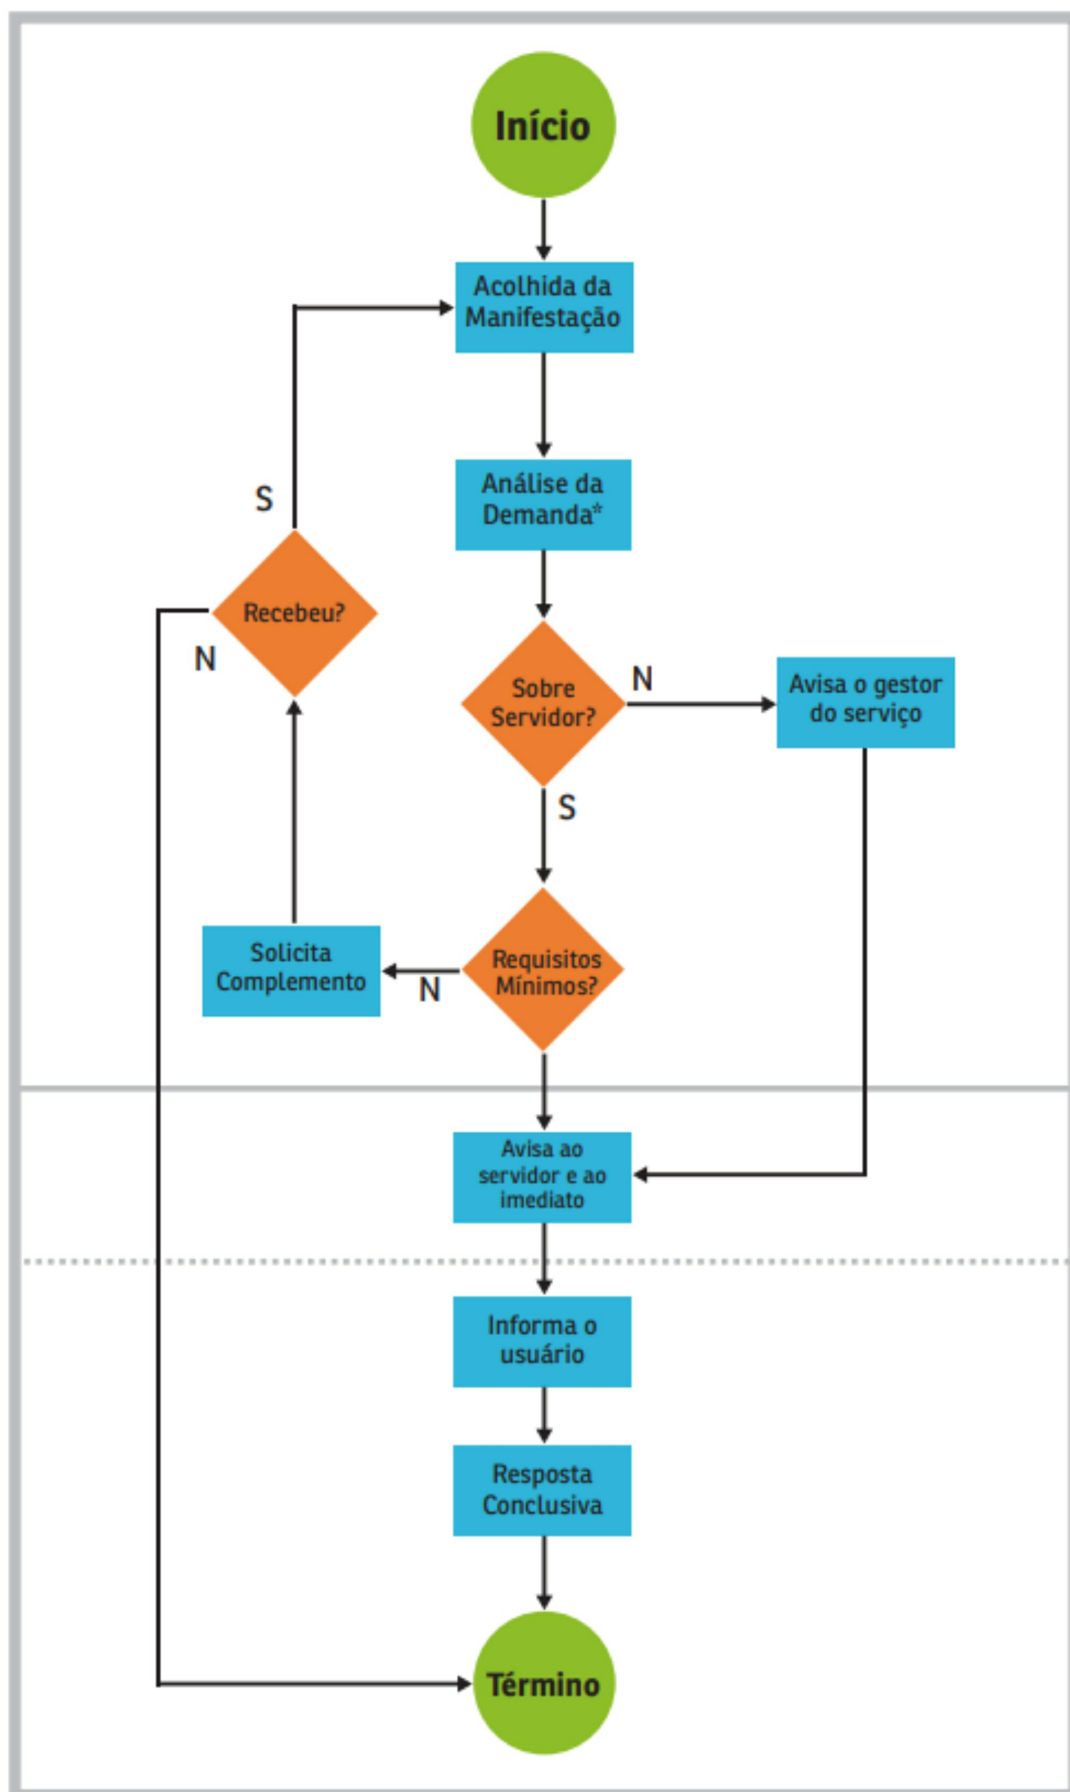 Início
Acolhida da
Manifestação
Análise da
Demanda*
S
Recebeu?
N
Sobre
Servidor?
N
Avisa o gestor
do serviço
S
Requisitos
Mínimos?
N
Solicita
Complemento
Avisa ao
servidor e ao
imediato
Informa o
usuário
Resposta
Conclusiva
Término